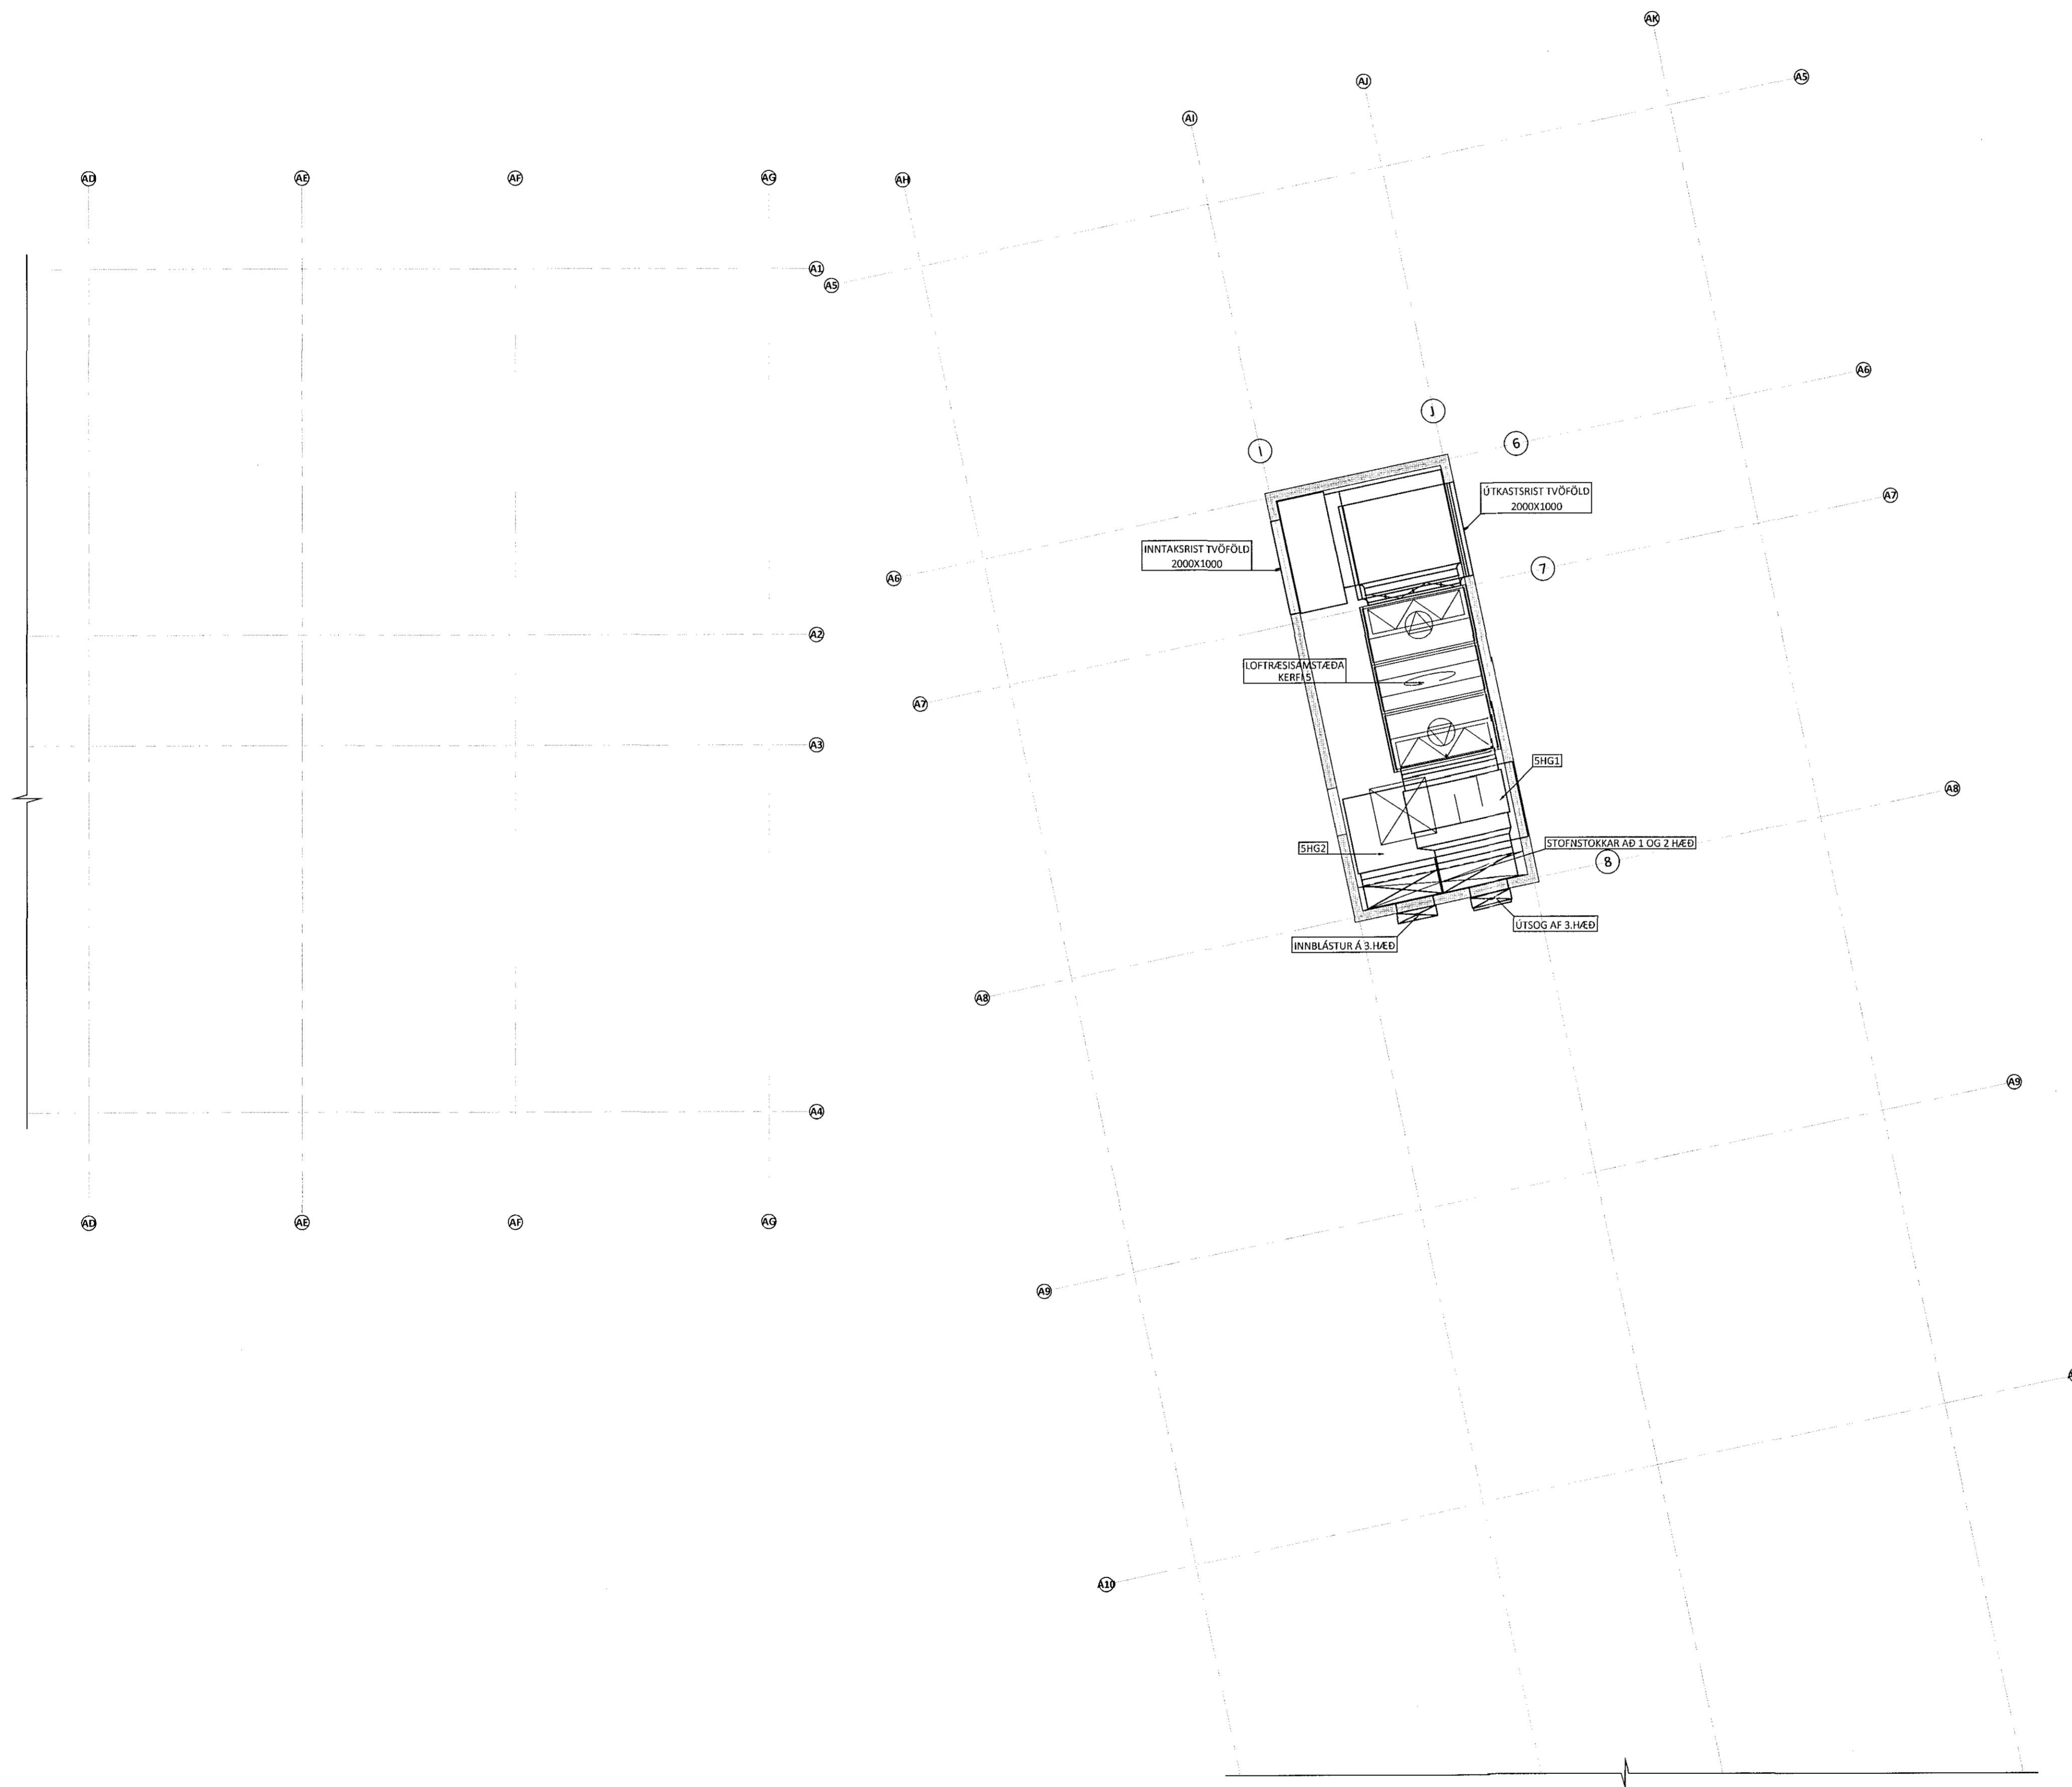 AK
A5
AJ
AI
AD
AE
AF
AG
AH
A1
A5
A6
J
6
I
ÚTKASTSRIST TVÖFÖLD
2000X1000
A7
INNTAKSRIST TVÖFÖLD
2000X1000
7
A6
A2
LOFTRÆSISAMSTÆÐA
KERFI 5
A7
A3
5HG1
A8
STOFNSTOKKAR AÐ 1 OG 2 HÆÐ
5HG2
8
ÚTSOG AF 3.HÆÐ
INNBLÁSTUR Á 3.HÆÐ
A8
A9
A4
AD
AE
AF
AG
A9
A10